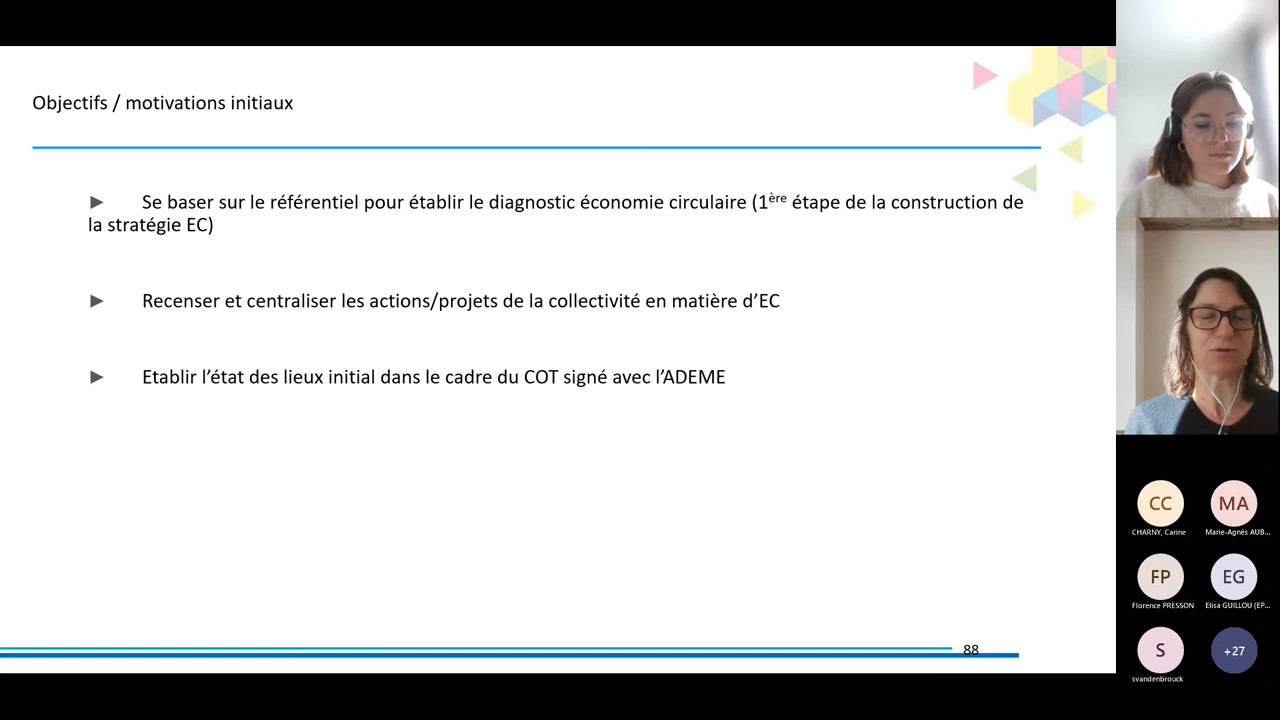 Objectifs / motivations initiaux
► Se baser sur le référentiel pour établir le diagnostic économie circulaire (1ère étape de la construction de
la stratégie EC)
► Recenser et centraliser les actions/projets de la collectivité en matière d’EC
► Etablir l’état des lieux initial dans le cadre du COT signé avec l’ADEME
88
CC
MA
CHARNY, Carine
Marie-Agnès AUB...
FP
EG
Florence PRESSON
Elisa GUILLOU (EP...
S
+27
svandenbrouck